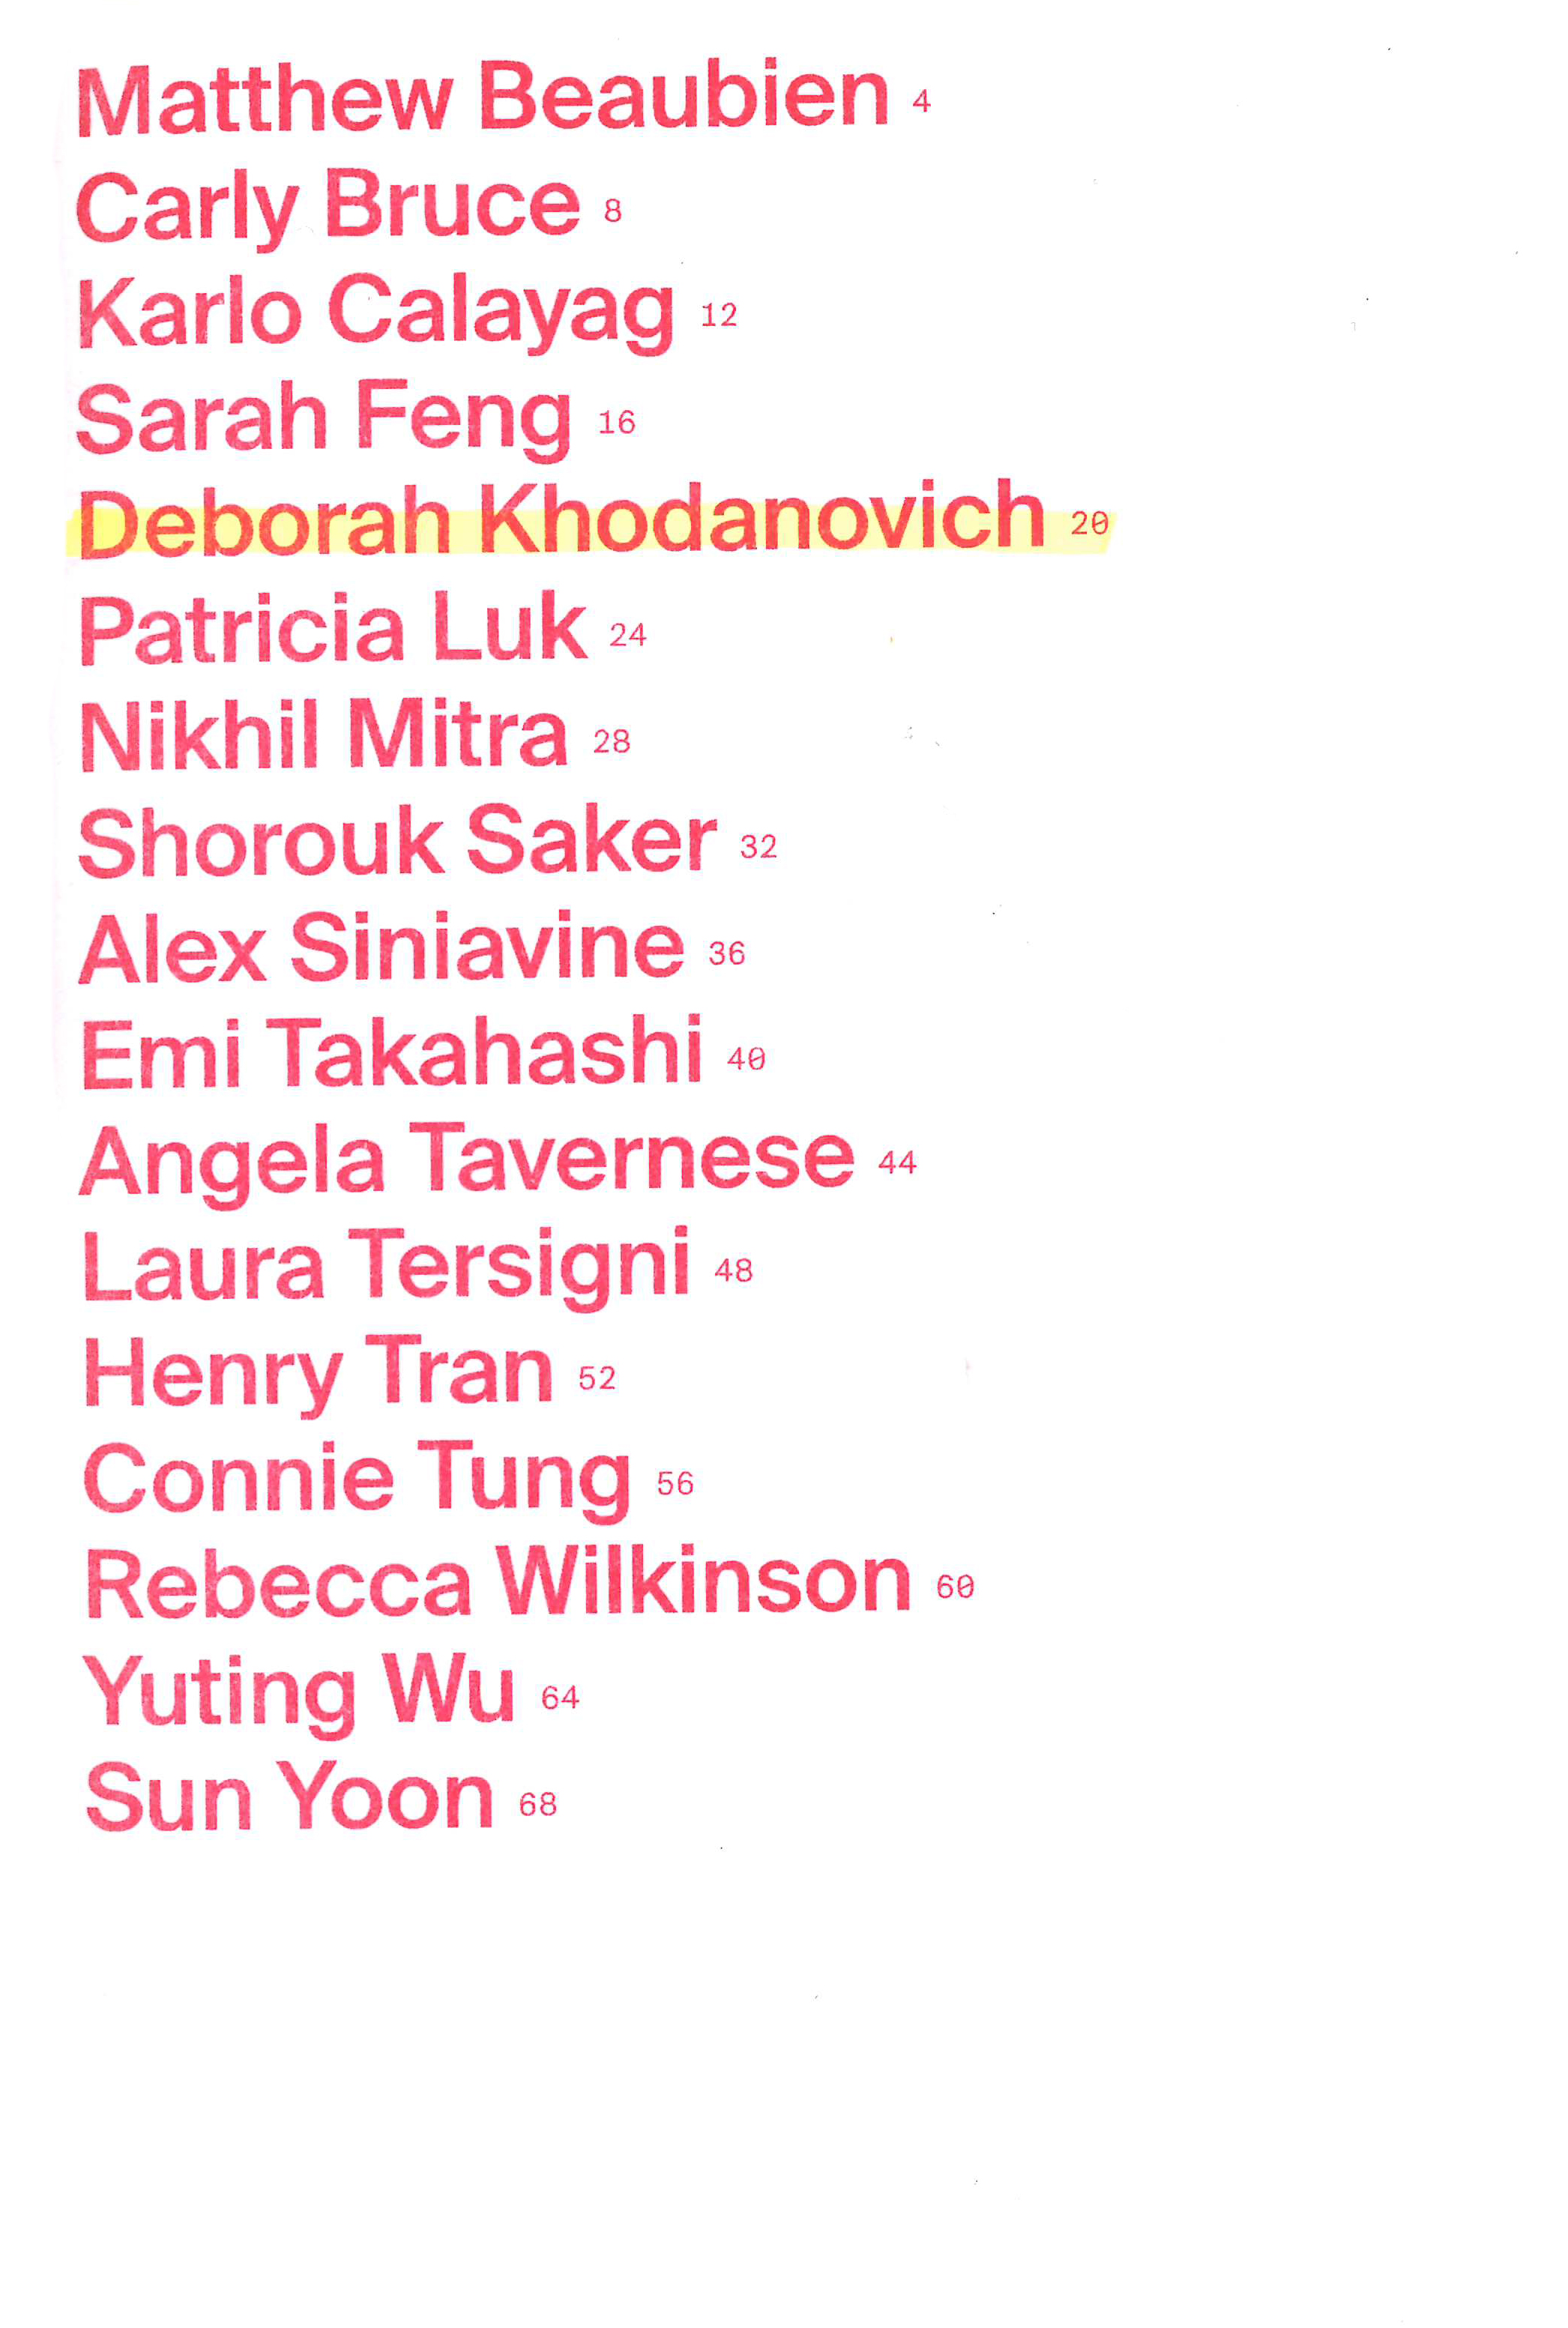 Matthew Beaubien 4
Carly Bruce 8
Karlo Calayag 12
Sarah Feng 16
Deborah Khodanovich 20
Patricia Luk 24
Nikhil Mitra 28
Shorouk Saker 32
Alex Siniavine 36
Emi Takahashi 40
Angela Tavernese 44
Laura Tersigni 48
Henry Tran 52
Connie Tung 56
Rebecca Wilkinson 60
Yuting Wu 64
Sun Yoon 68